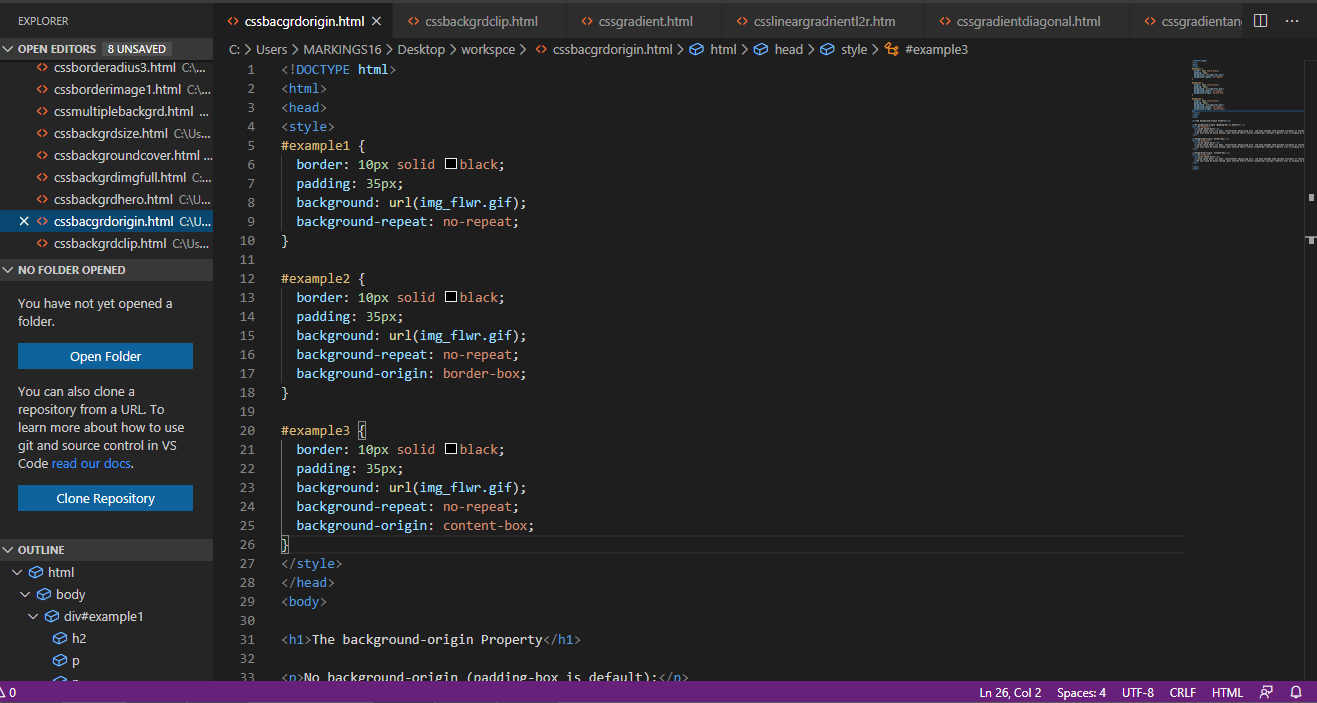 EXPLORER
OPEN EDITORS 8 UNSAVED
cssborderadius3.html C:\...
cssborderimage1.html C:\...
cssmultiplebackgrd.html ...
cssbackgrdsize.html C:\Us...
cssbackgroundcover.html ...
cssbackgrdimgfull.html C:...
cssbackgrdhero.html C:\U...
cssbacgrdorigin.html C:\U...
cssbackgrdclip.html C:\Us...
NO FOLDER OPENED
You have not yet opened a
folder.
Open Folder
You can also clone a
repository from a URL. To
learn more about how to use
git and source control in VS
Code read our docs.
Clone Repository
OUTLINE
html
body
div#example1
h2
p
cssbacgrdorigin.html cssbackgrdclip.html cssgradient.html csslineargradrientl2r.htm cssgradientdiagonal.html cssgradientan
C: > Users > MARKINGS16 > Desktop > workspce > cssbacgrdorigin.html > html > head > style > #example3
1 <!DOCTYPE html>
2 <html>
3 <head>
4 <style>
5 #example1 {
6 border: 10px solid black;
7 padding: 35px;
8 background: url(img_flwr.gif);
9 background-repeat: no-repeat;
10 }
11
12 #example2 {
13 border: 10px solid black;
14 padding: 35px;
15 background: url(img_flwr.gif);
16 background-repeat: no-repeat;
17 background-origin: border-box;
18 }
19
20 #example3 {
21 border: 10px solid black;
22 padding: 35px;
23 background: url(img_flwr.gif);
24 background-repeat: no-repeat;
25 background-origin: content-box;
26 }
27 </style>
28 </head>
29 <body>
30
31 <h1>The background-origin Property</h1>
32
33 <p>No background-origin (padding-box is default):</p>
0 Ln 26, Col 2 Spaces: 4 UTF-8 CRLF HTML